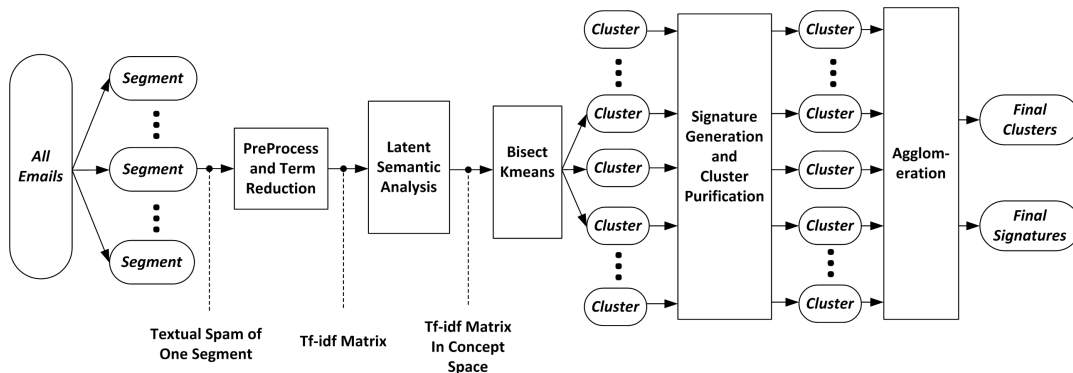 All
Emails
Segment
Segment
Segment
PreProcess
and Term
Reduction
Latent
Semantic
Analysis
Bisect
Kmeans
Cluster
Cluster
Cluster
Cluster
Cluster
Signature
Generation
and
Cluster
Purification
Cluster
Cluster
Cluster
Cluster
Cluster
Agglom-
eration
Final
Clusters
Final
Signatures
Textual Spam of
One Segment
Tf-idf Matrix
Tf-idf Matrix
In Concept
Space